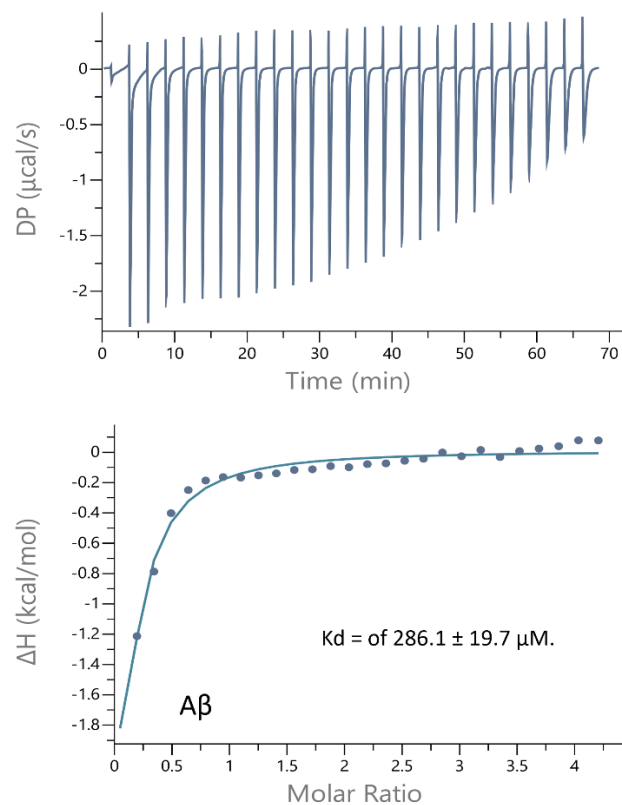 DP (µcal/s)
0
-0.5
-1
-1.5
-2
0 10 20 30 40 50 60 70
Time (min)
ΔH (kcal/mol)
0
-0.2
-0.4
-0.6
-0.8
-1
-1.2
-1.4
-1.6
-1.8
Kd = of 286.1 ± 19.7 µM.
Aβ
0 0.5 1 1.5 2 2.5 3 3.5 4
Molar Ratio